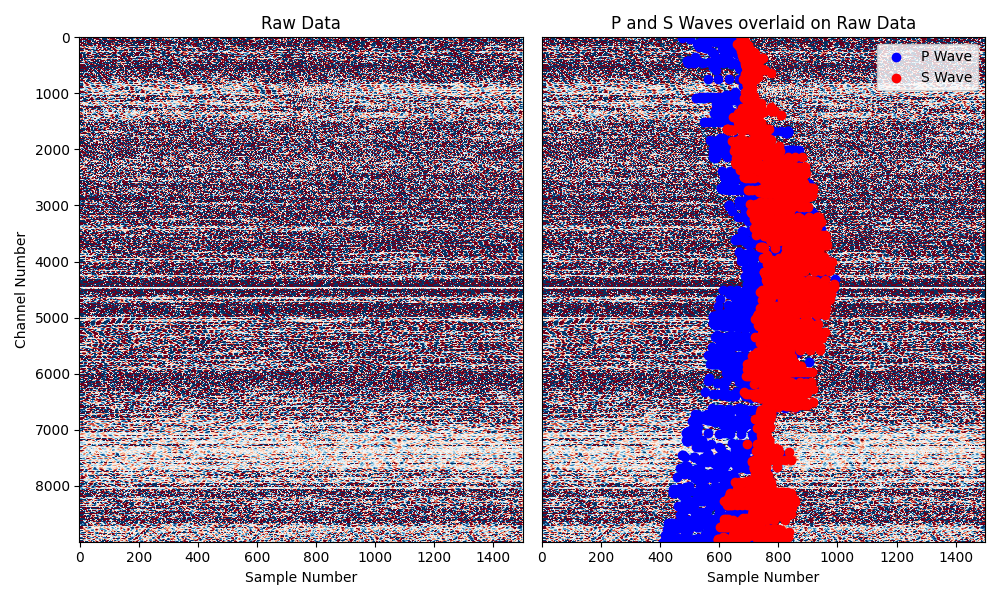 Raw Data
P and S Waves overlaid on Raw Data
P Wave
S Wave
Channel Number
0
1000
2000
3000
4000
5000
6000
7000
8000
0 200 400 600 800 1000 1200 1400
0 200 400 600 800 1000 1200 1400
Sample Number
Sample Number